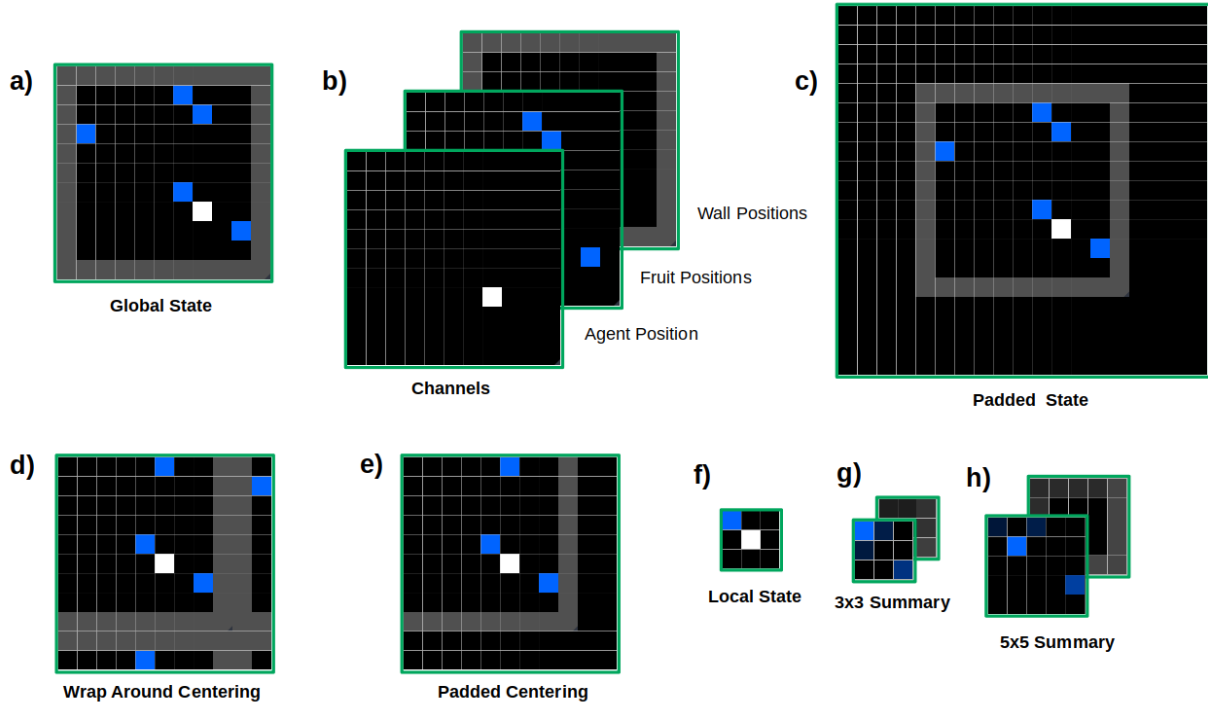 a)
Global State
b)
Wall Positions
Fruit Positions
Agent Position
Channels
c)
Padded State
d)
Wrap Around Centering
e)
Padded Centering
f)
Local State
g)
3x3 Summary
h)
5x5 Summary